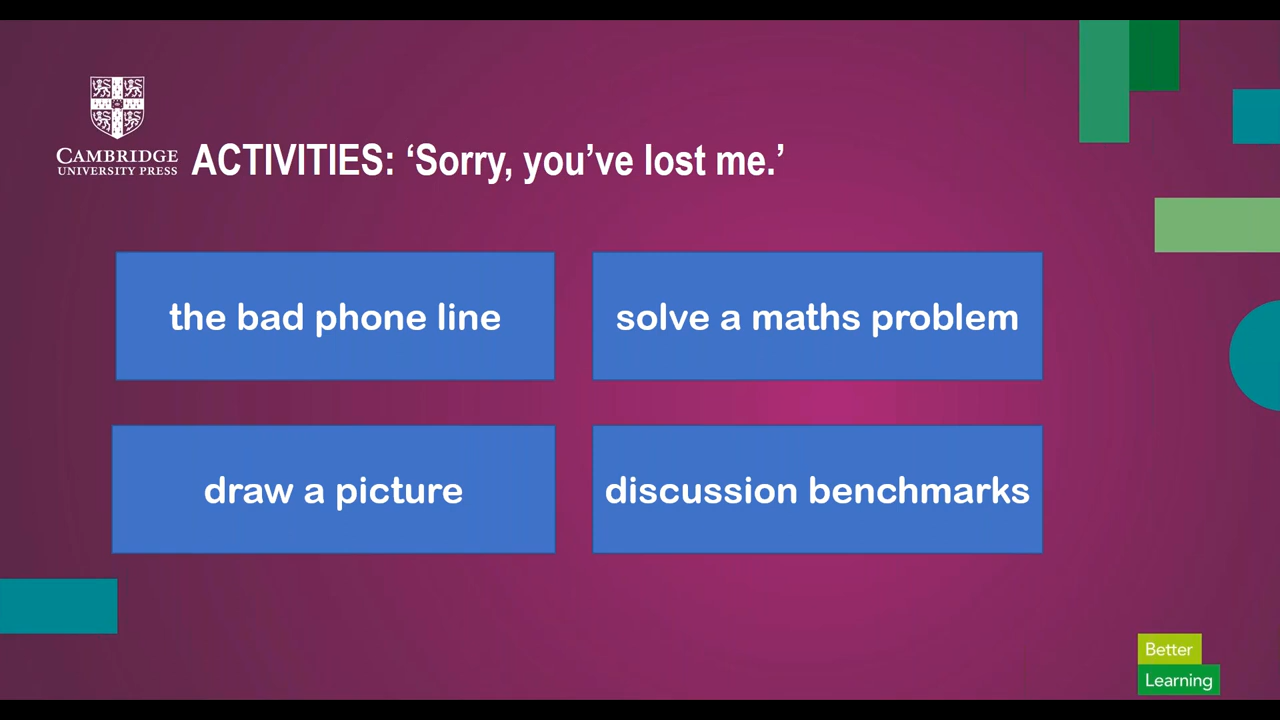 CAMBRIDGE
UNIVERSITY PRESS
ACTIVITIES: ‘Sorry, you’ve lost me.’
the bad phone line
solve a maths problem
draw a picture
discussion benchmarks
Better
Learning